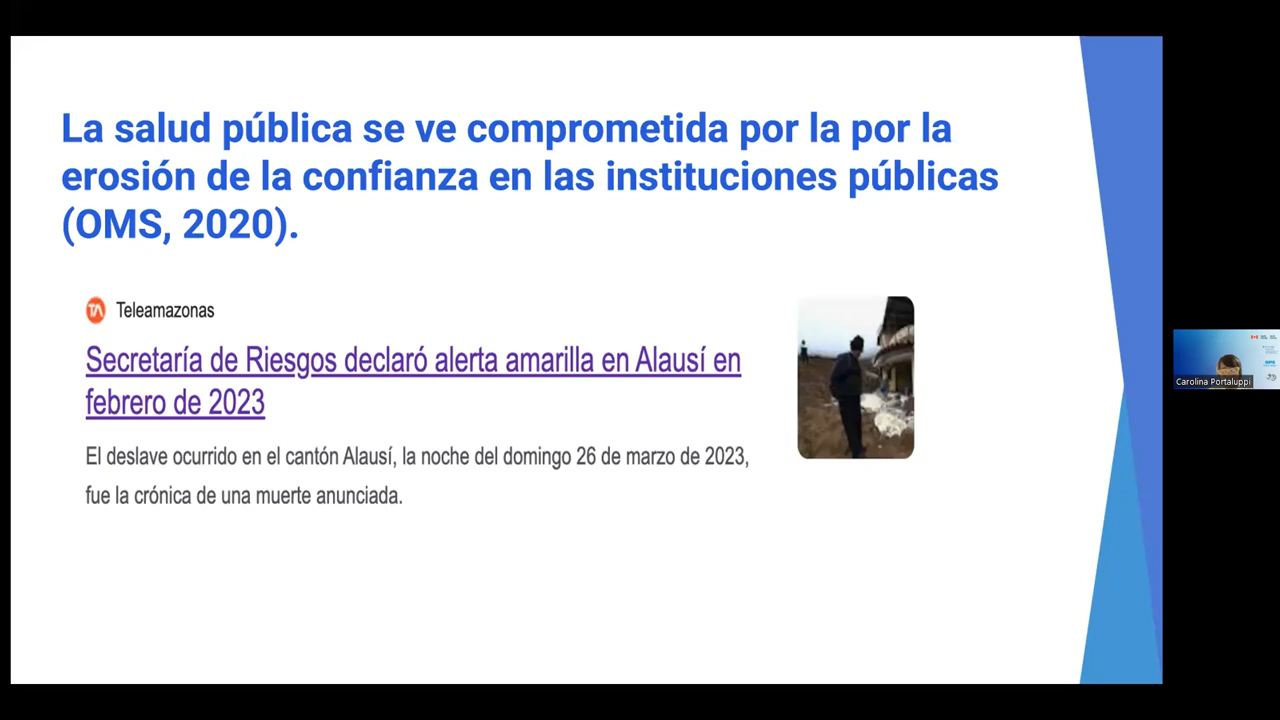 La salud pública se ve comprometida por la por la
erosión de la confianza en las instituciones públicas
(OMS, 2020).
TA Teleamazonas
Secretaría de Riesgos declaró alerta amarilla en Alausí en
febrero de 2023
El deslave ocurrido en el cantón Alausí, la noche del domingo 26 de marzo de 2023,
fue la crónica de una muerte anunciada.
OPS
Carolina Portaluppi